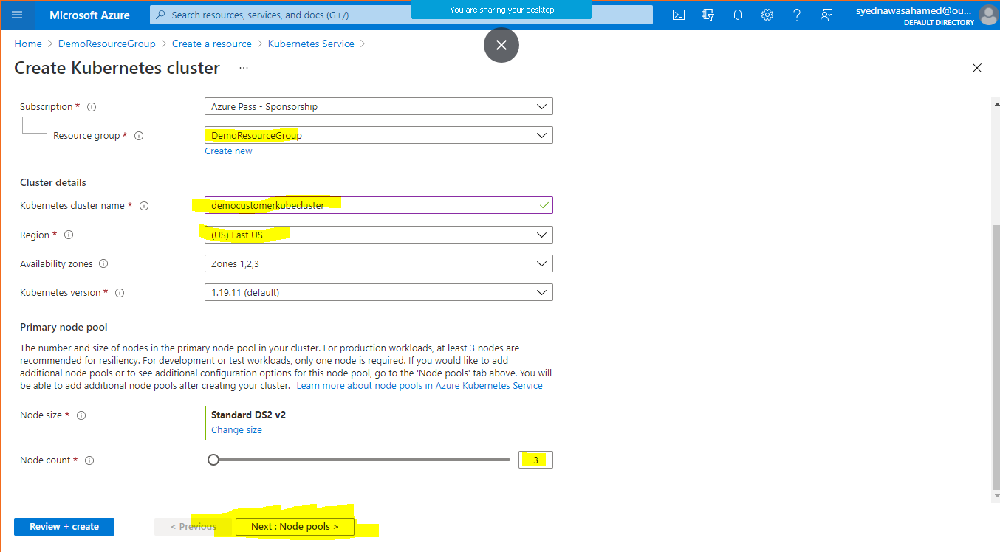 Microsoft Azure
Search resources, services, and docs (G+/)
You are sharing your desktop
syednawasahamed@ou...
DEFAULT DIRECTORY
Home > DemoResourceGroup > Create a resource > Kubernetes Service >
Create Kubernetes cluster ...
Subscription *
Azure Pass - Sponsorship
Resource group *
DemoResourceGroup
Create new
Cluster details
Kubernetes cluster name *
democustomerkubecluster
Region *
(US) East US
Availability zones
Zones 1,2,3
Kubernetes version *
1.19.11 (default)
Primary node pool
The number and size of nodes in the primary node pool in your cluster. For production workloads, at least 3 nodes are
recommended for resiliency. For development or test workloads, only one node is required. If you would like to add
additional node pools or to see additional configuration options for this node pool, go to the 'Node pools' tab above. You will
be able to add additional node pools after creating your cluster. Learn more about node pools in Azure Kubernetes Service
Node size *
Standard DS2 v2
Change size
Node count *
3
Review + create
< Previous
Next : Node pools >